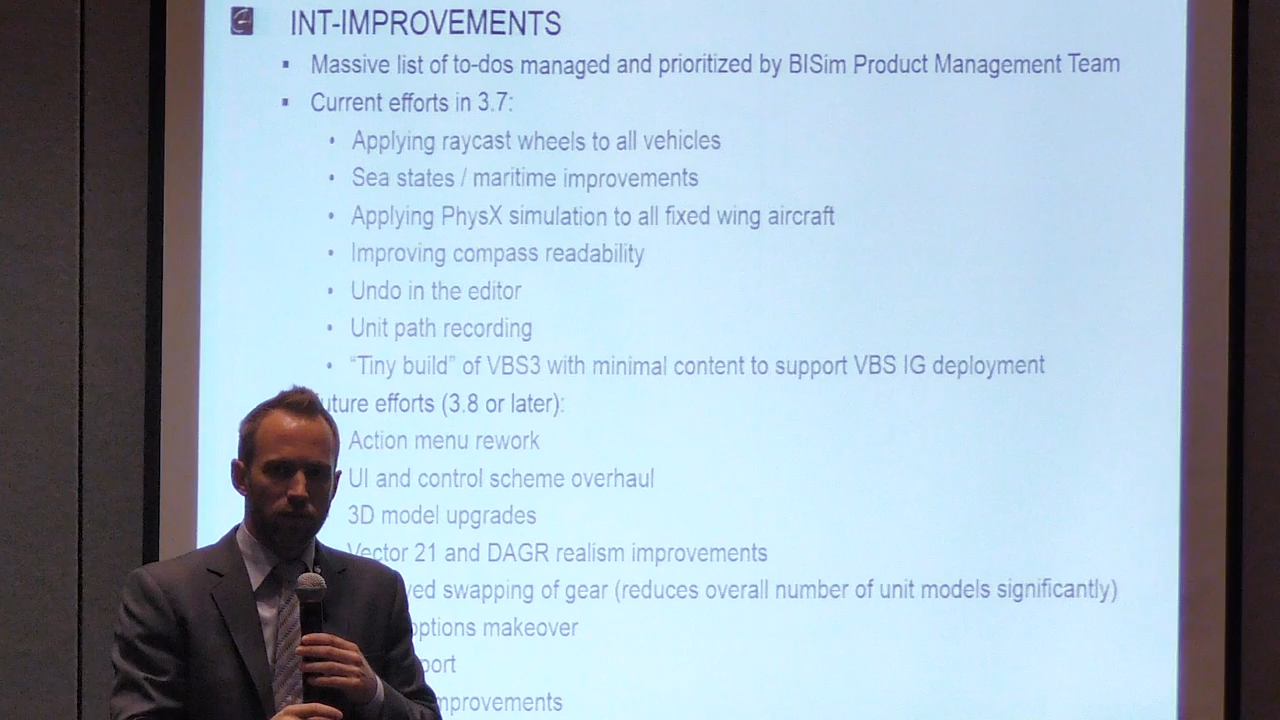 INT-IMPROVEMENTS
▪ Massive list of to-dos managed and prioritized by BISim Product Management Team
▪ Current efforts in 3.7:
• Applying raycast wheels to all vehicles
• Sea states / maritime improvements
• Applying PhysX simulation to all fixed wing aircraft
• Improving compass readability
• Undo in the editor
• Unit path recording
• “Tiny build” of VBS3 with minimal content to support VBS IG deployment
uture efforts (3.8 or later):
Action menu rework
UI and control scheme overhaul
3D model upgrades
Vector 21 and DAGR realism improvements
ved swapping of gear (reduces overall number of unit models significantly)
options makeover
port
mprovements